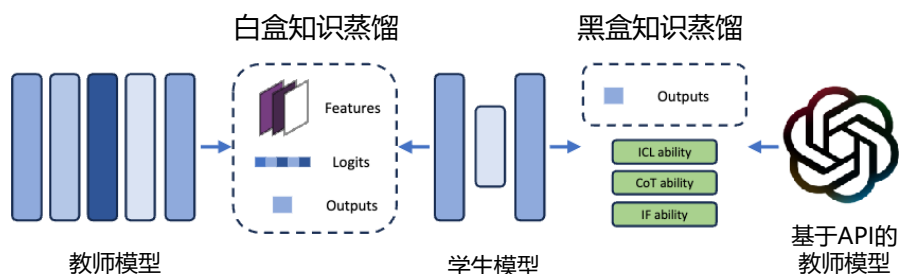 白盒知识蒸馏
黑盒知识蒸馏
Features
Logits
Outputs
Outputs
ICL ability
CoT ability
IF ability
教师模型
学生模型
基于API的
教师模型